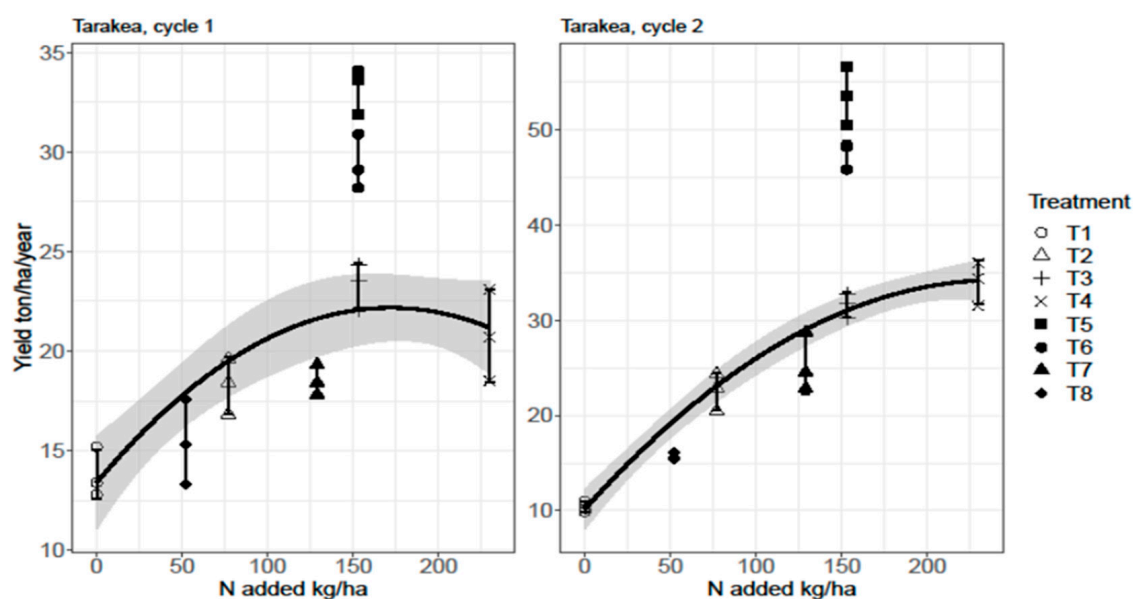 Tarakea, cycle 1
Tarakea, cycle 2
Yield ton/ha/year
35
30
25
20
15
10
0 50 100 150 200
N added kg/ha
50
40
30
20
10
0 50 100 150 200
N added kg/ha
Treatment
T1
T2
T3
T4
T5
T6
T7
T8